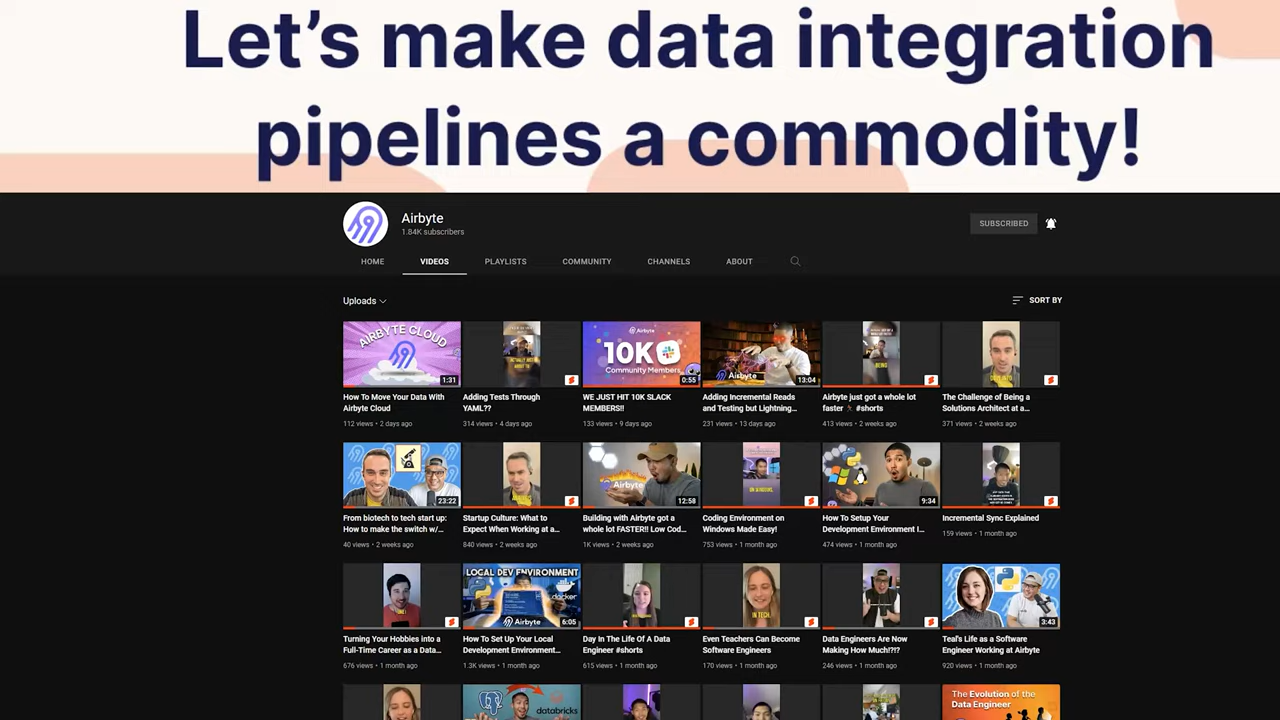 Let's make data integration
pipelines a commodity!
Airbyte
1.84K subscribers
SUBSCRIBED
HOME
VIDEOS
PLAYLISTS
COMMUNITY
CHANNELS
ABOUT
Uploads
SORT BY
AIRBYTE CLOUD
1:31
Airbyte
10K
Community Members
0:55
Airbyte
13:04
BEING
How To Move Your Data With
Airbyte Cloud
112 views • 2 days ago
Adding Tests Through
YAML??
314 views • 4 days ago
WE JUST HIT 10K SLACK
MEMBERS!!
133 views • 9 days ago
Adding Incremental Reads
and Testing but Lightning...
231 views • 13 days ago
Airbyte just got a whole lot
faster 🏃 #shorts
413 views • 2 weeks ago
The Challenge of Being a
Solutions Architect at a...
371 views • 2 weeks ago
23:22
Airbyte
12:58
ON WINDOWS
9:34
From biotech to tech start up:
How to make the switch w/...
40 views • 2 weeks ago
Startup Culture: What to
Expect When Working at a...
840 views • 2 weeks ago
Building with Airbyte got a
whole lot FASTER!! Low Cod...
1K views • 2 weeks ago
Coding Environment on
Windows Made Easy!
753 views • 1 month ago
How To Setup Your
Development Environment I...
474 views • 1 month ago
Incremental Sync Explained
159 views • 1 month ago
LOCAL DEV ENVIRONMENT
docker
Airbyte
6:05
IN TECH
3:43
Turning Your Hobbies into a
Full-Time Career as a Data...
676 views • 1 month ago
How To Set Up Your Local
Development Environment...
1.3K views • 1 month ago
Day In The Life Of A Data
Engineer #shorts
615 views • 1 month ago
Even Teachers Can Become
Software Engineers
170 views • 1 month ago
Data Engineers Are Now
Making How Much!?!?
246 views • 1 month ago
Teal's Life as a Software
Engineer Working at Airbyte
920 views • 1 month ago
databricks
The Evolution of the
Data Engineer